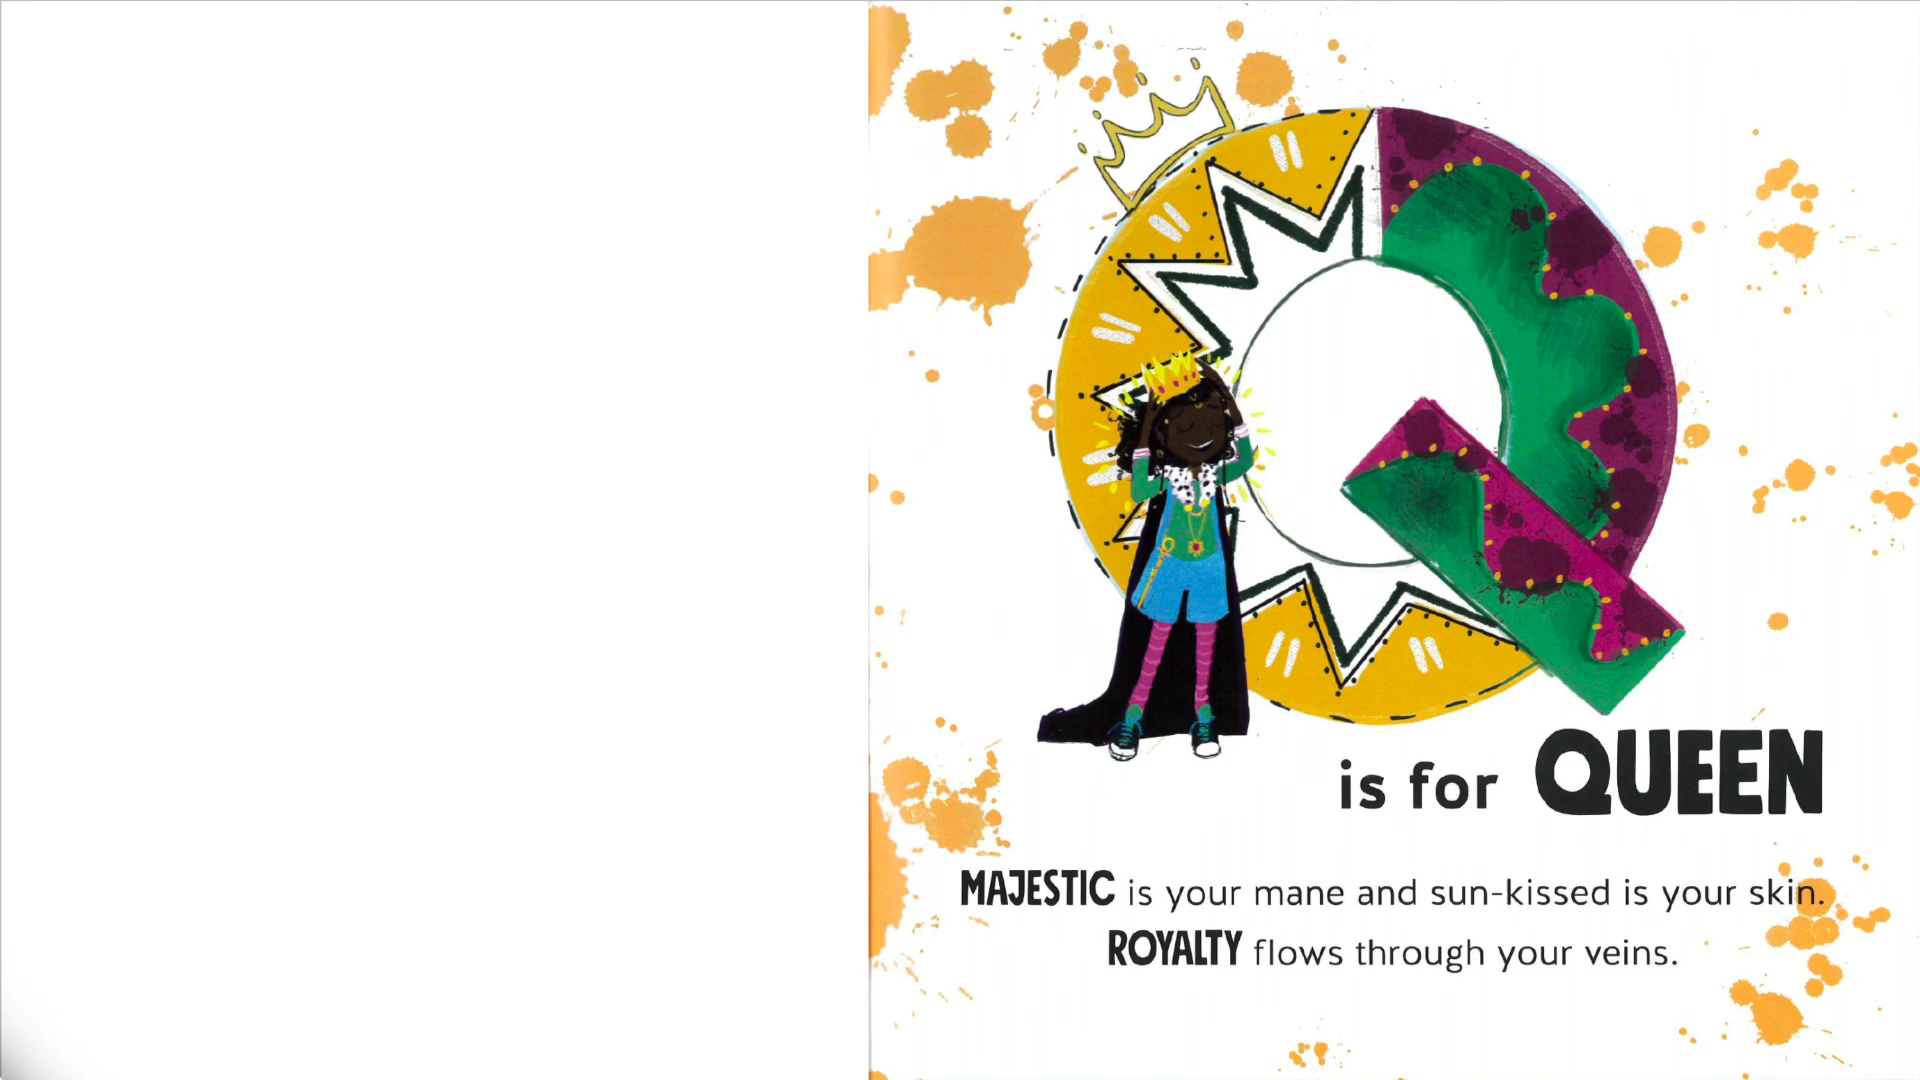 Q
is for QUEEN
MAJESTIC is your mane and sun-kissed is your skin.
ROYALTY flows through your veins.